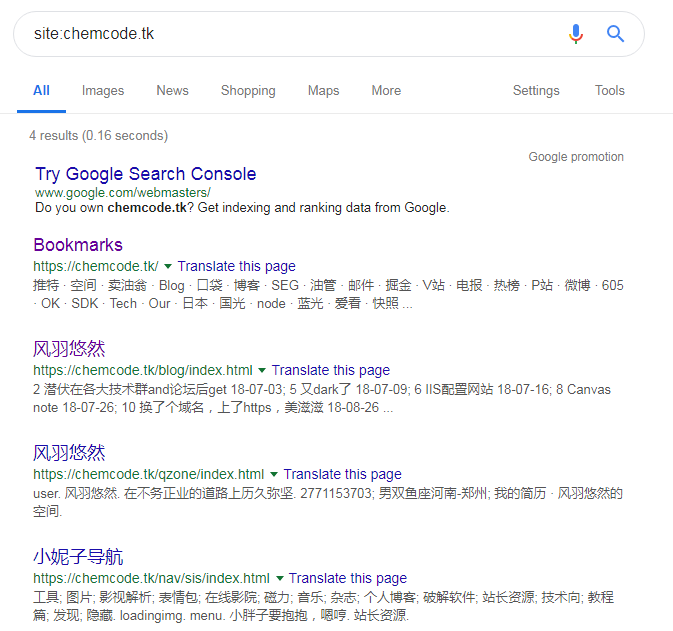 site:chemcode.tk
All Images News Shopping Maps More Settings Tools
4 results (0.16 seconds)
Google promotion
Try Google Search Console
www.google.com/webmasters/
Do you own chemcode.tk? Get indexing and ranking data from Google.
Bookmarks
https://chemcode.tk/ ▼ Translate this page
推特 · 空间 · 卖油翁 · Blog · 口袋 · 博客 · SEG · 油管 · 邮件 · 掘金 · V站 · 电报 · 热榜 · P站 · 微博 · 605
· OK · SDK · Tech · Our · 日本 · 国光 · node · 蓝光 · 爱看 · 快照 ...
风羽悠然
https://chemcode.tk/blog/index.html ▼ Translate this page
2 潜伏在各大技术群and论坛后get 18-07-03; 5 又dark了 18-07-09; 6 IIS配置网站 18-07-16; 8 Canvas
note 18-07-26; 10 换了个域名，上了https，美滋滋 18-08-26 ...
风羽悠然
https://chemcode.tk/qzone/index.html ▼ Translate this page
user. 风羽悠然. 在不务正业的道路上历久弥坚. 2771153703; 男双鱼座河南-郑州; 我的简历 · 风羽悠然的
空间.
小妮子导航
https://chemcode.tk/nav/sis/index.html ▼ Translate this page
工具; 图片; 影视解析; 表情包; 在线影院; 磁力; 音乐; 杂志; 个人博客; 破解软件; 站长资源; 技术向; 教程
篇; 发现; 隐藏. loadingimg. menu. 小胖子要抱抱，嗯哼. 站长资源.